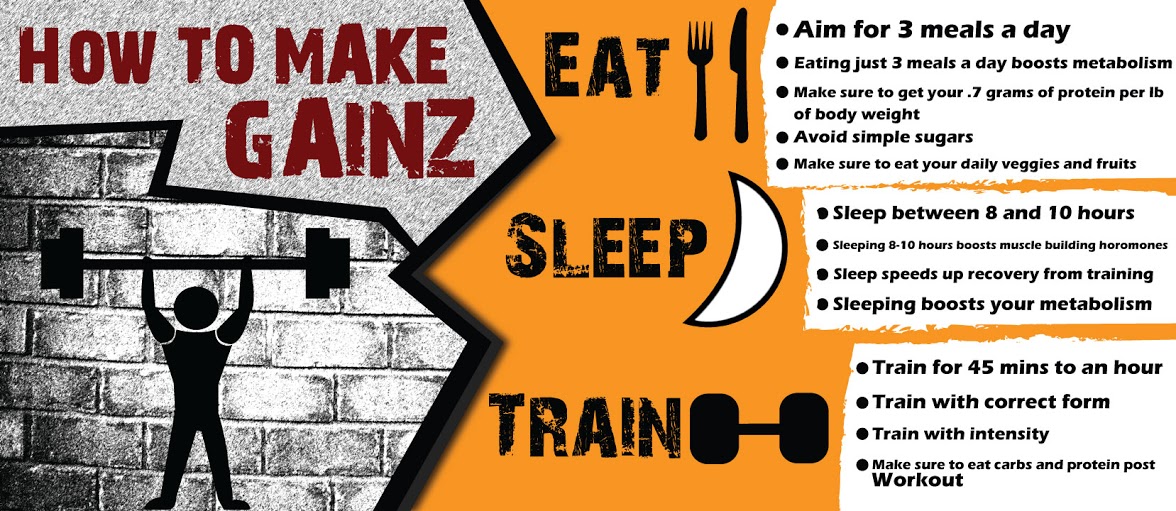 HOW TO MAKE
GAINZ
EAT
Aim for 3 meals a day
Eating just 3 meals a day boosts metabolism
Make sure to get your .7 grams of protein per lb
of body weight
Avoid simple sugars
Make sure to eat your daily veggies and fruits
SLEEP
Sleep between 8 and 10 hours
Sleeping 8-10 hours boosts muscle building horomones
Sleep speeds up recovery from training
Sleeping boosts your metabolism
TRAIN
Train for 45 mins to an hour
Train with correct form
Train with intensity
Make sure to eat carbs and protein post
Workout